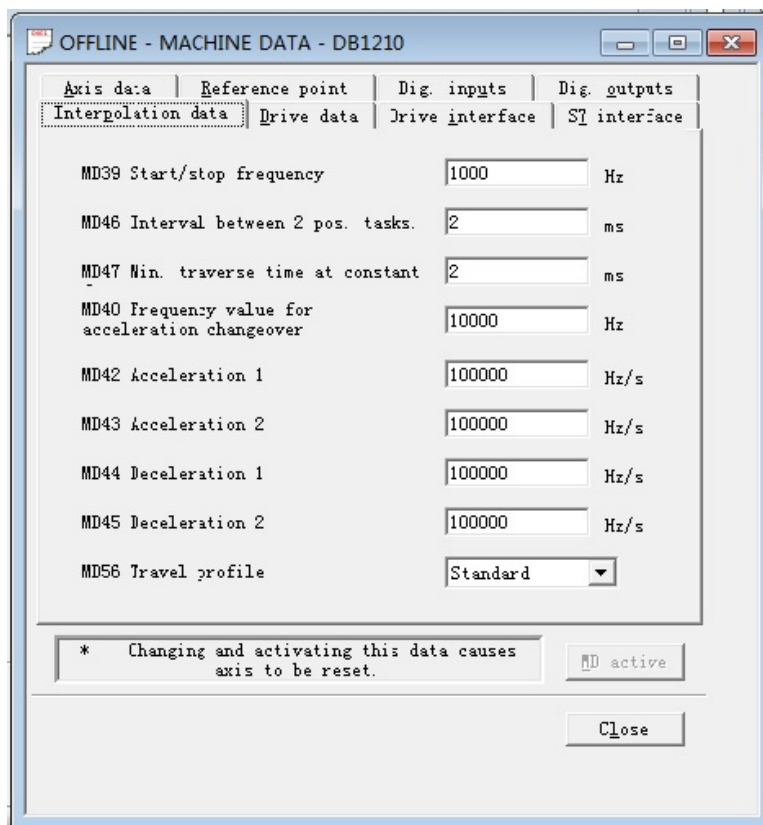 OFFLINE - MACHINE DATA - DB1210
Axis data
Reference point
Dig. inputs
Dig. outputs
Interpolation data
Drive data
Drive interface
S7 interface
MD39 Start/stop frequency
1000
Hz
MD46 Interval between 2 pos. tasks.
2
ms
MD47 Min. traverse time at constant
2
ms
MD40 Frequency value for
acceleration changeover
10000
Hz
MD42 Acceleration 1
100000
Hz/s
MD43 Acceleration 2
100000
Hz/s
MD44 Deceleration 1
100000
Hz/s
MD45 Deceleration 2
100000
Hz/s
MD56 Travel profile
Standard
* Changing and activating this data causes
axis to be reset.
MD active
Close